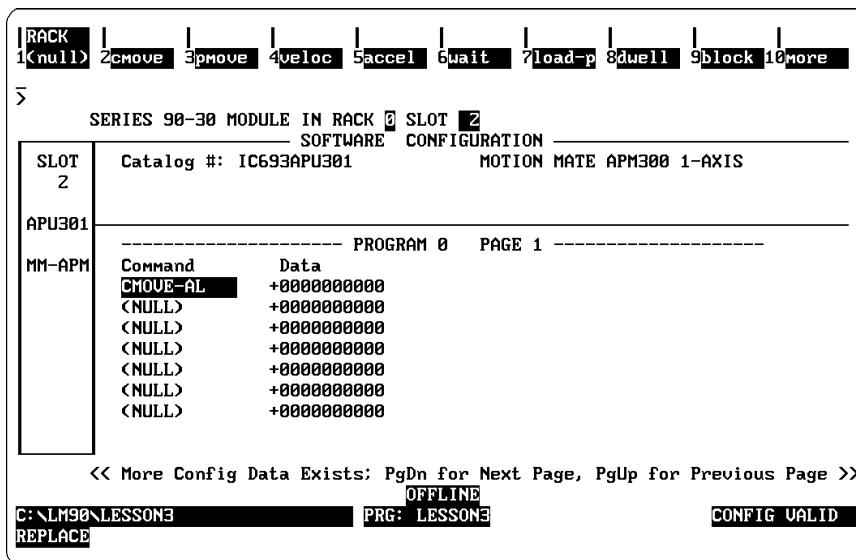 RACK
1(null) 2cmove 3pmove 4veloc 5accel 6wait 7load-p 8dwell 9block 10more
>
SERIES 90-30 MODULE IN RACK 0 SLOT 2
SOFTWARE CONFIGURATION
SLOT Catalog #: IC693APU301 MOTION MATE APM300 1-AXIS
2
APU301
PROGRAM 0 PAGE 1
MM-APM Command Data
CMOVE-AL +0000000000
(NULL) +0000000000
(NULL) +0000000000
(NULL) +0000000000
(NULL) +0000000000
(NULL) +0000000000
(NULL) +0000000000
<< More Config Data Exists; PgDn for Next Page, PgUp for Previous Page >>
OFFLINE
C:\LM90\LESSON3 PRG: LESSON3 CONFIG VALID
REPLACE